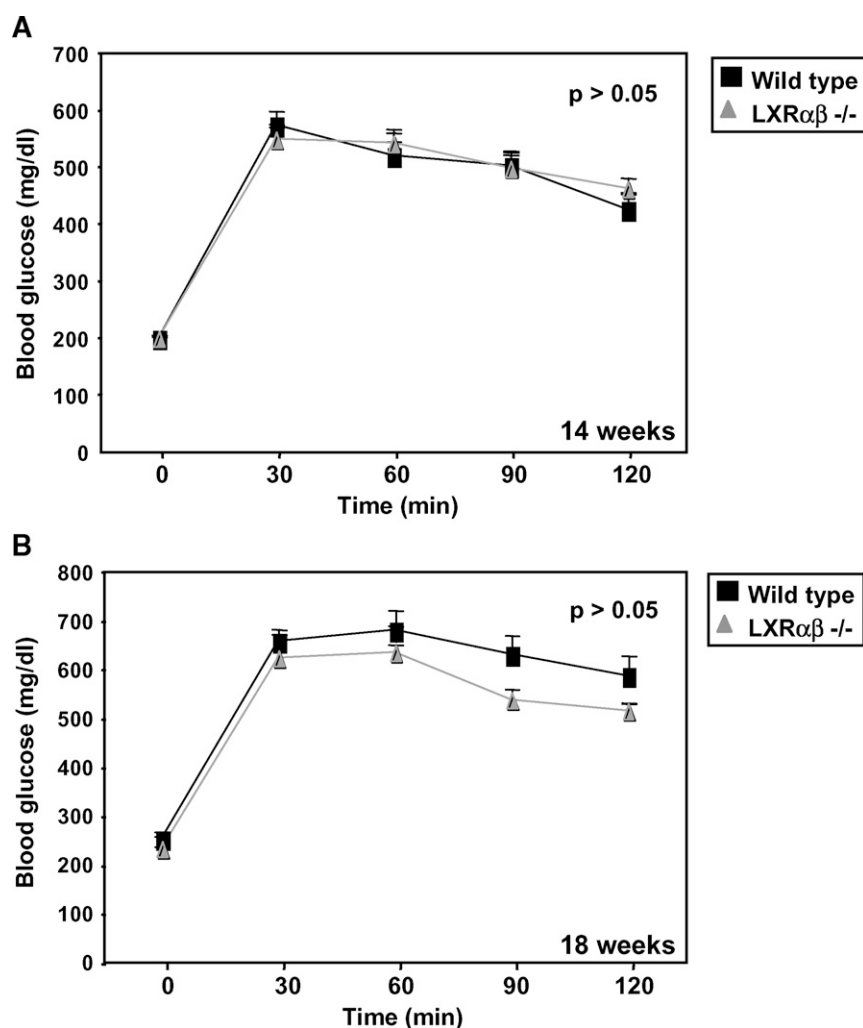 A
700
600
500
400
300
200
100
0
Blood glucose (mg/dl)
p > 0.05
14 weeks
0 30 60 90 120
Time (min)
Wild type
LXRαβ -/-
B
800
700
600
500
400
300
200
100
0
Blood glucose (mg/dl)
p > 0.05
18 weeks
0 30 60 90 120
Time (min)
Wild type
LXRαβ -/-